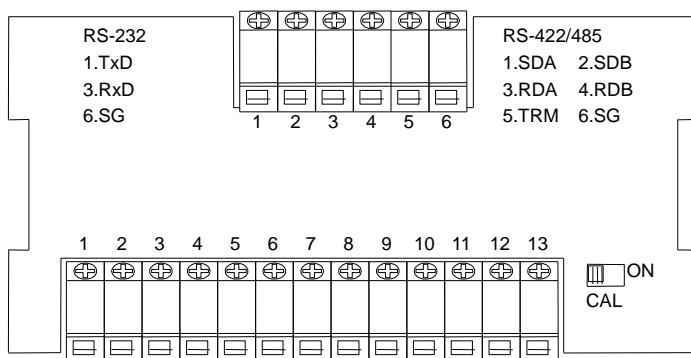 RS-232
1.TxD
3.RxD
6.SG
1 2 3 4 5 6
RS-422/485
1.SDA 2.SDB
3.RDA 4.RDB
5.TRM 6.SG
1 2 3 4 5 6 7 8 9 10 11 12 13
ON
CAL